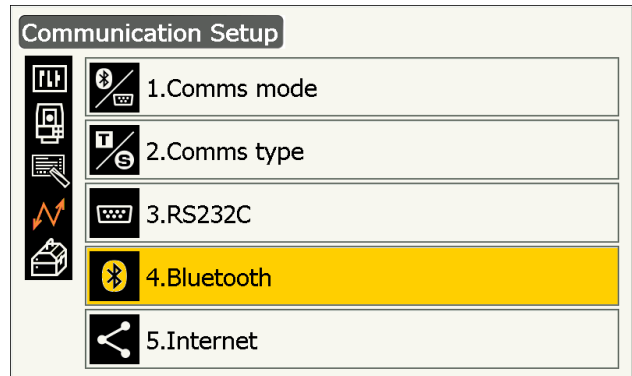 Communication Setup
1.Comms mode
T S 2.Comms type
3.RS232C
4.Bluetooth
5.Internet